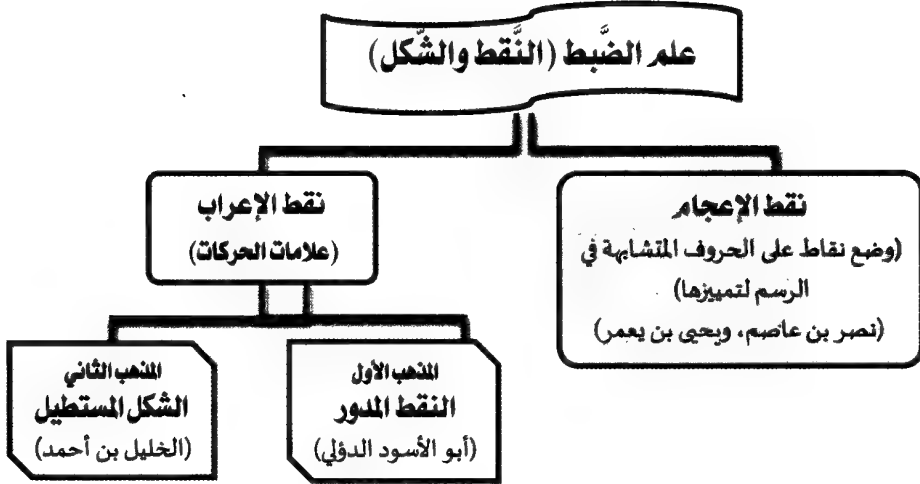 علم الضَّبط (النَّقط والشَّكل)
نقط الإعجام
(وضع نقاط على الحروف المتشابهة في
الرسم لتمييزها)
(نصر بن عاصم، ويحيى بن يعمر)
نقط الإعراب
(علامات الحركات)
المذهب الأول
النقط المدور
(أبو الأسود الدؤلي)
المذهب الثاني
الشكل المستطيل
(الخليل بن أحمد)